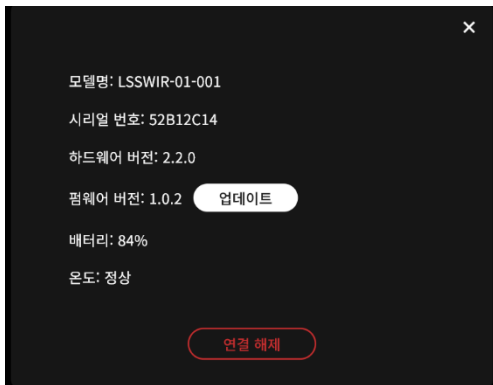 모델명: LSSWIR-01-001
시리얼 번호: 52B12C14
하드웨어 버전: 2.2.0
펌웨어 버전: 1.0.2 업데이트
배터리: 84%
온도: 정상
연결 해제